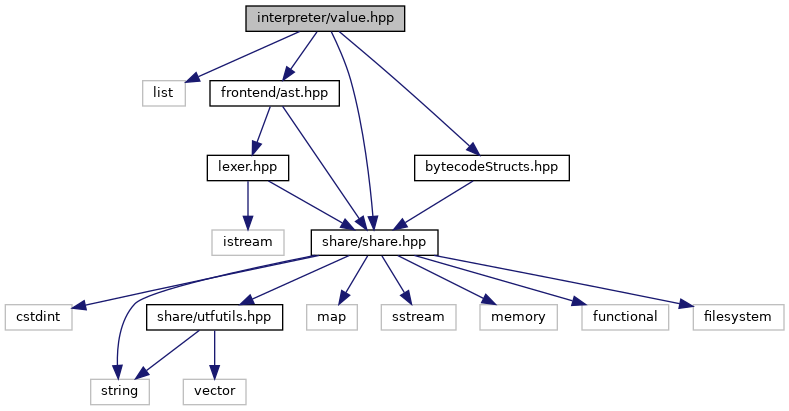 interpreter/value.hpp
list
frontend/ast.hpp
lexer.hpp
bytecodeStructs.hpp
istream
share/share.hpp
cstdint
share/utfutils.hpp
map
sstream
memory
functional
filesystem
string
vector